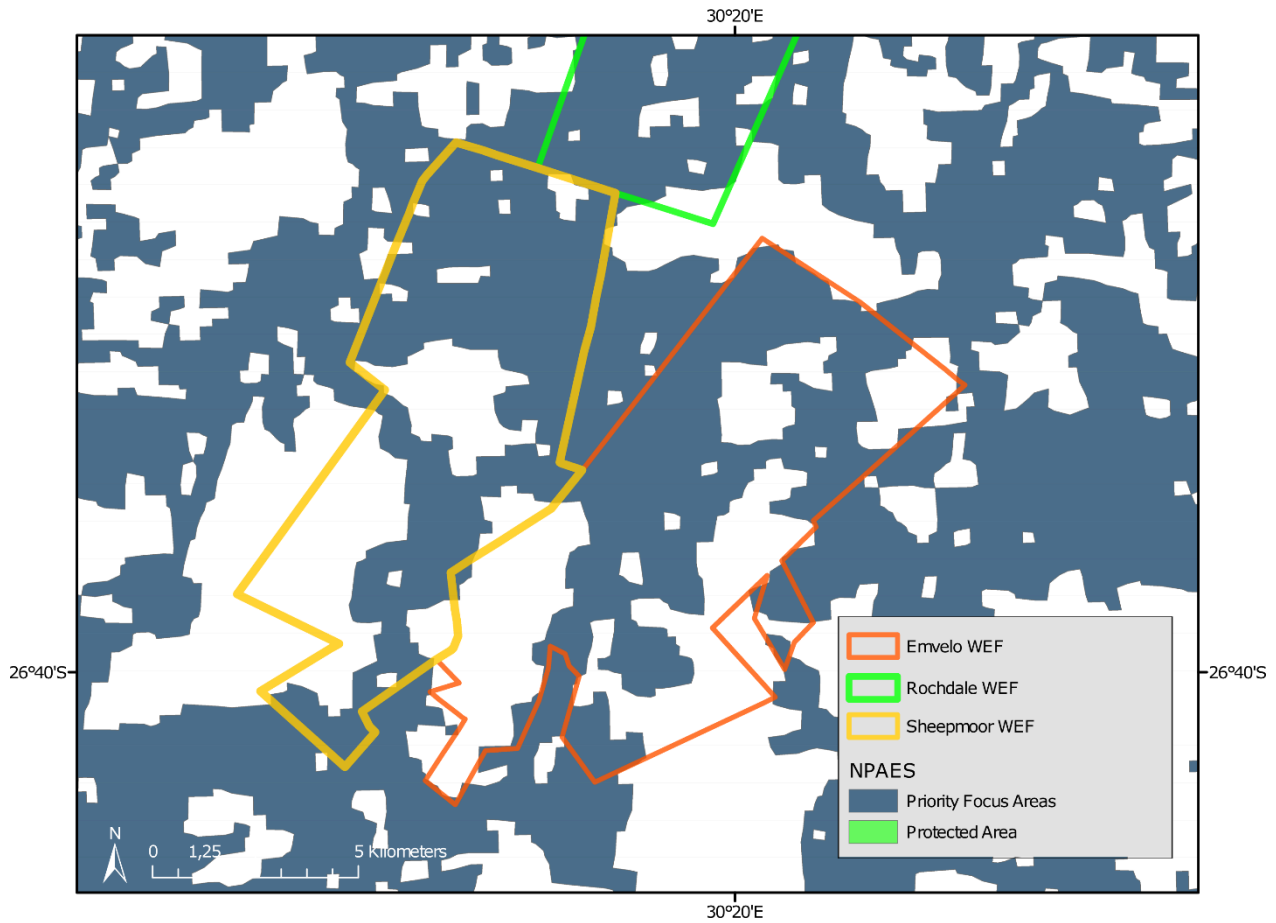 30°20'E
26°40'S
26°40'S
Emvelo WEF
Rochdale WEF
Sheepmoor WEF
NPAES
Priority Focus Areas
Protected Area
N
0 1,25 5 Kilometers
30°20'E